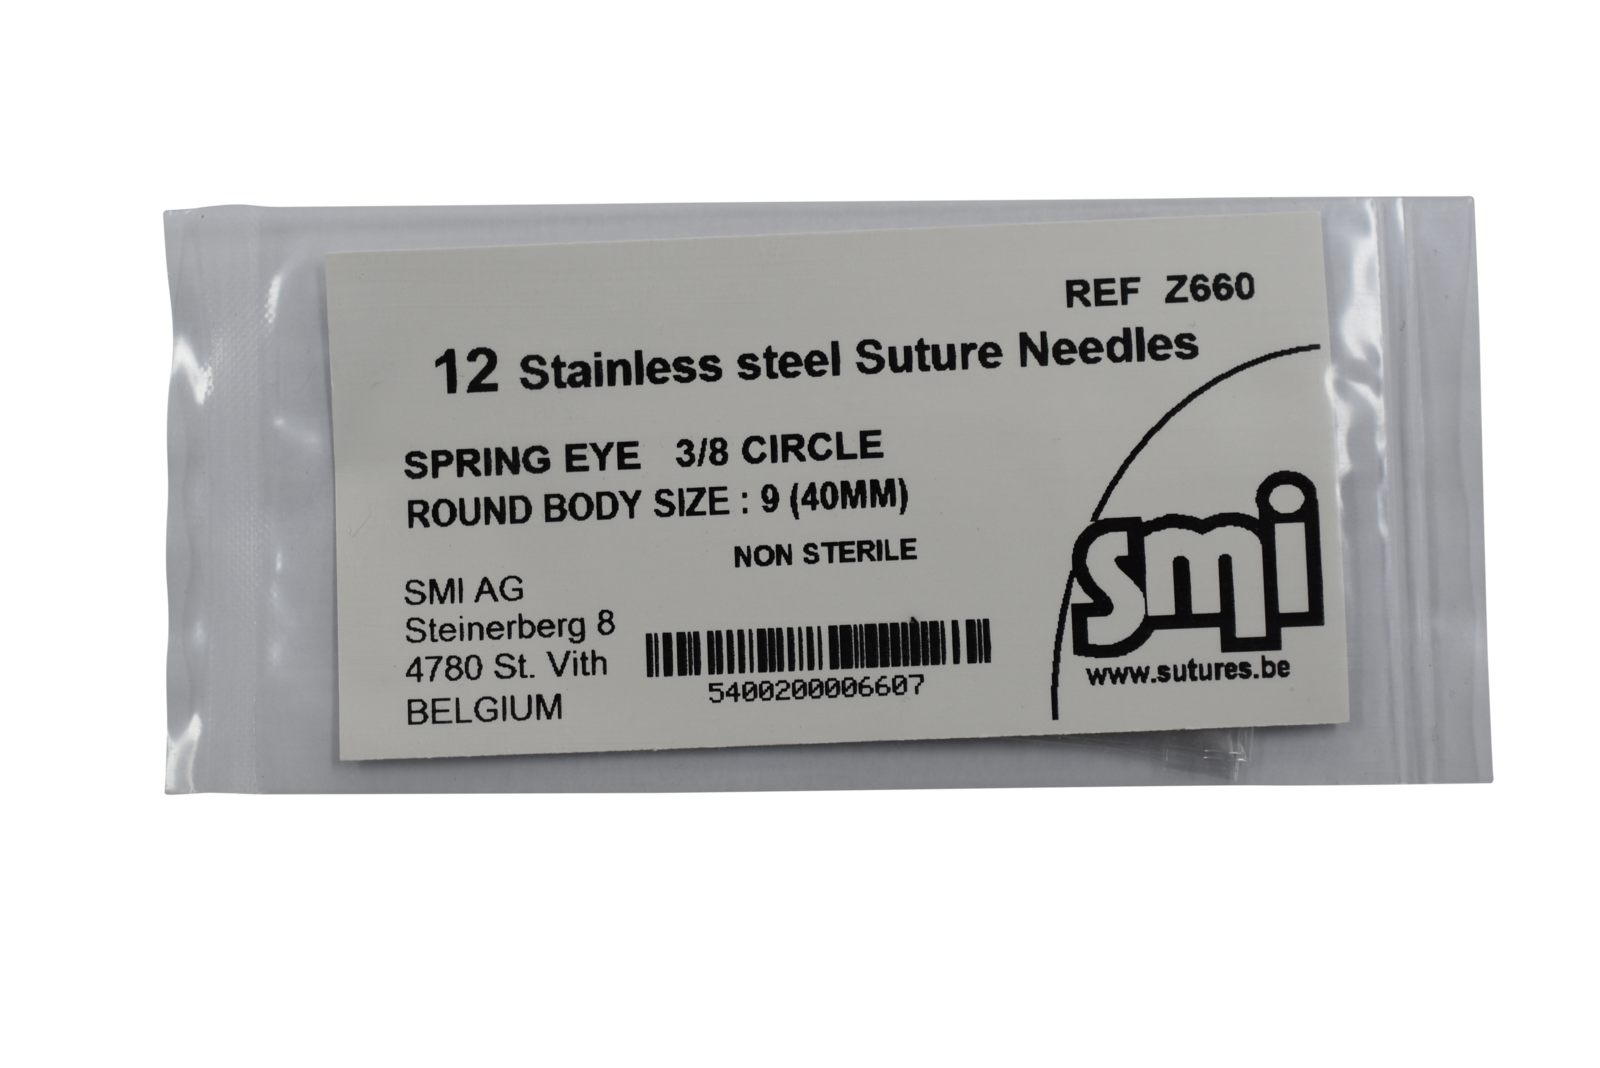 REF Z660
12 Stainless steel Suture Needles
SPRING EYE 3/8 CIRCLE
ROUND BODY SIZE : 9 (40MM)
NON STERILE
SMI AG
Steinerberg 8
4780 St. Vith
BELGIUM
5400200006607
smi
www.sutures.be